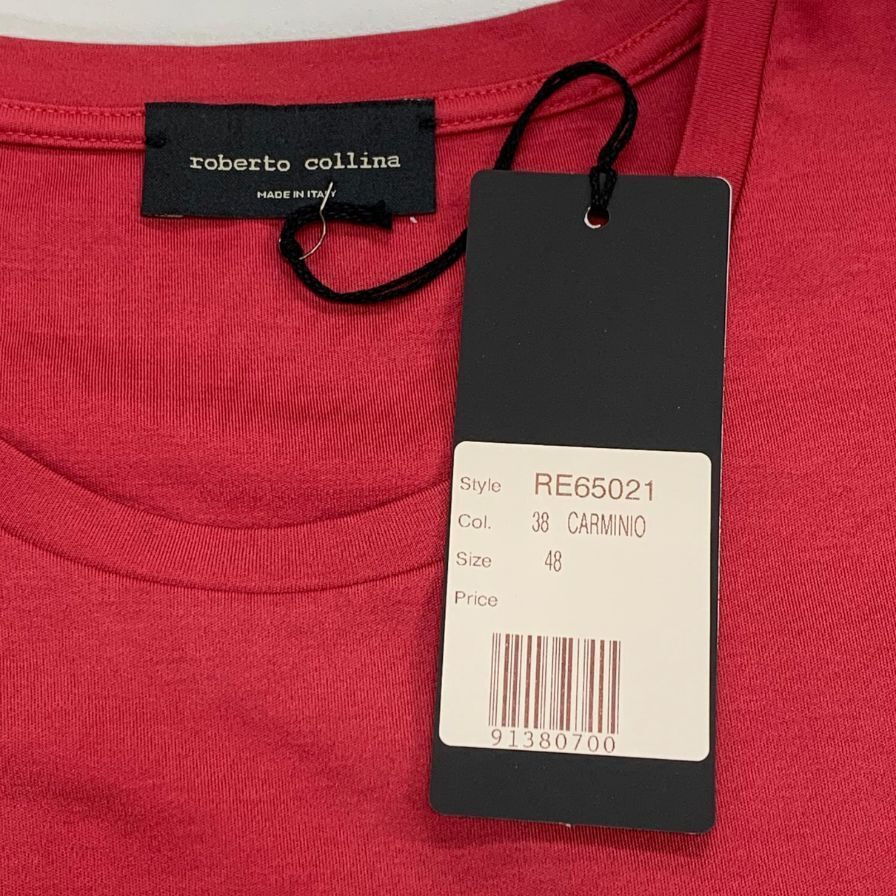 roberto collina
MADE IN ITALY
Style RE65021
Col. 38 CARMINIO
Size 48
Price
91380700